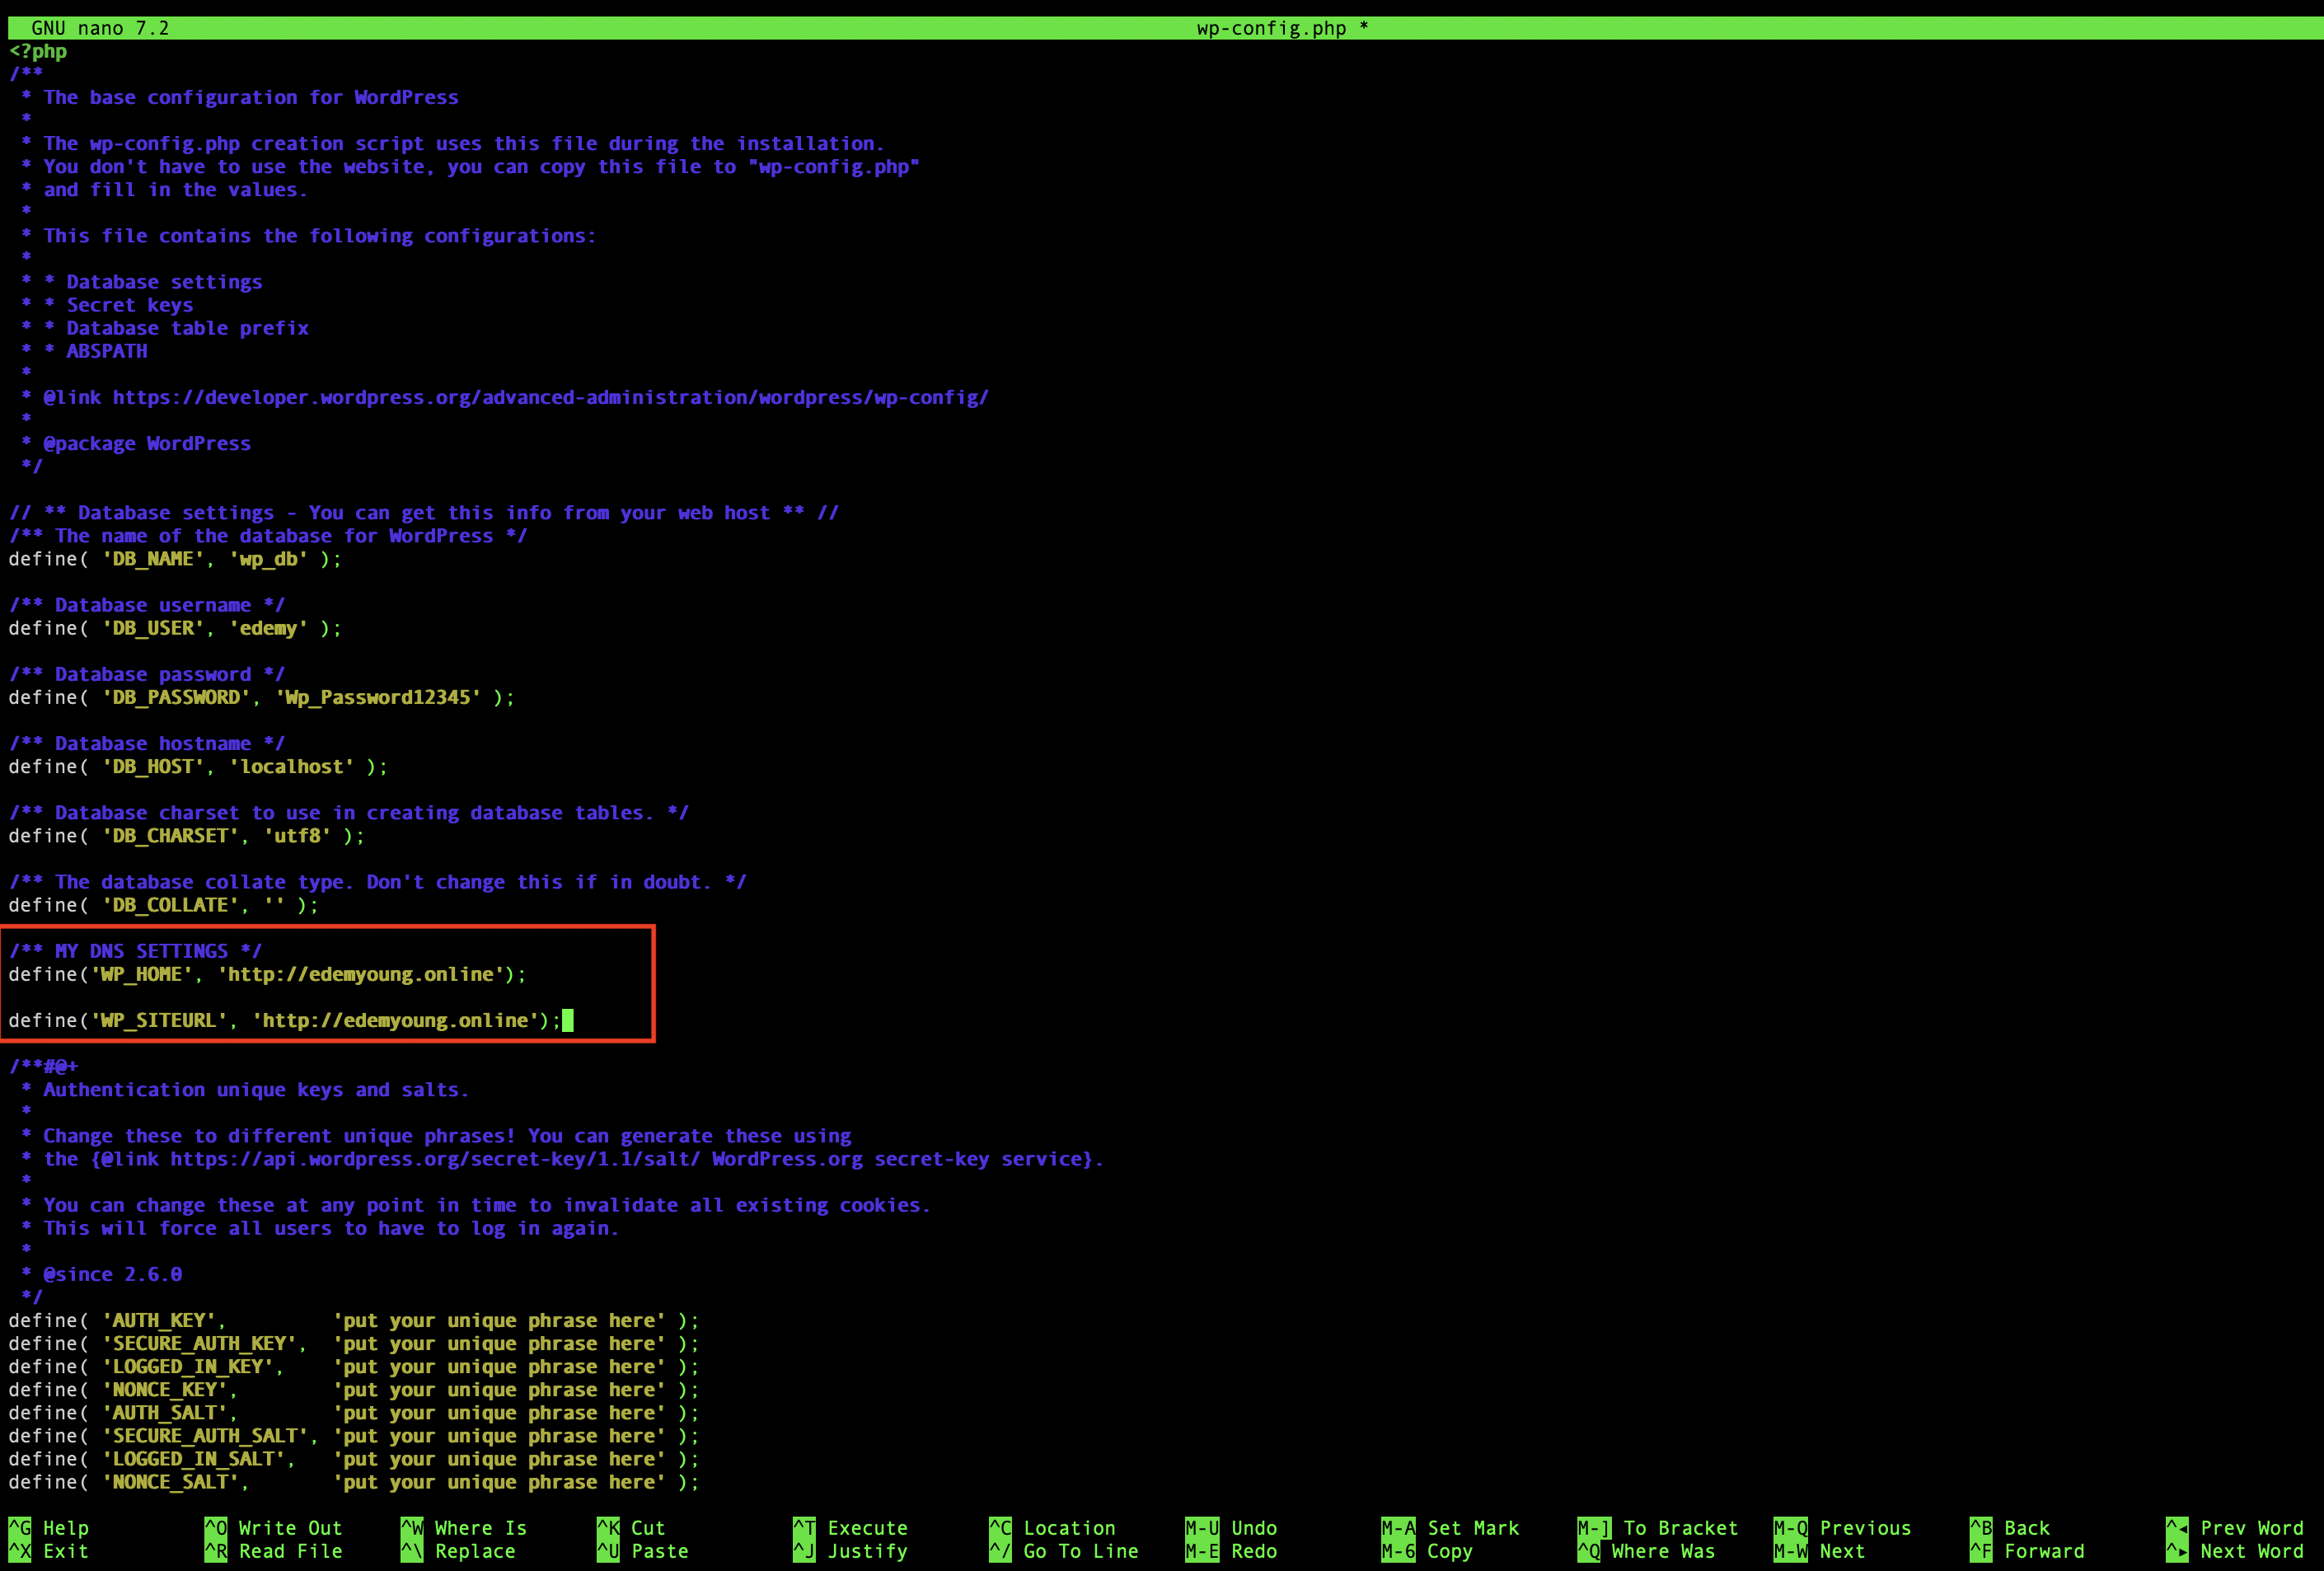 GNU nano 7.2 wp-config.php *
<?php
/**
 * The base configuration for WordPress
 *
 * The wp-config.php creation script uses this file during the installation.
 * You don't have to use the website, you can copy this file to "wp-config.php"
 * and fill in the values.
 *
 * This file contains the following configurations:
 *
 * * Database settings
 * * Secret keys
 * * Database table prefix
 * * ABSPATH
 *
 * @link https://developer.wordpress.org/advanced-administration/wordpress/wp-config/
 *
 * @package WordPress
 */

// ** Database settings - You can get this info from your web host ** //
/** The name of the database for WordPress */
define( 'DB_NAME', 'wp_db' );

/** Database username */
define( 'DB_USER', 'edemy' );

/** Database password */
define( 'DB_PASSWORD', 'Wp_Password12345' );

/** Database hostname */
define( 'DB_HOST', 'localhost' );

/** Database charset to use in creating database tables. */
define( 'DB_CHARSET', 'utf8' );

/** The database collate type. Don't change this if in doubt. */
define( 'DB_COLLATE', '' );

/** MY DNS SETTINGS */
define('WP_HOME', 'http://edemyoung.online');

define('WP_SITEURL', 'http://edemyoung.online');

/**#@+
 * Authentication unique keys and salts.
 *
 * Change these to different unique phrases! You can generate these using
 * the {@link https://api.wordpress.org/secret-key/1.1/salt/ WordPress.org secret-key service}.
 *
 * You can change these at any point in time to invalidate all existing cookies.
 * This will force all users to have to log in again.
 *
 * @since 2.6.0
 */
define( 'AUTH_KEY',         'put your unique phrase here' );
define( 'SECURE_AUTH_KEY',  'put your unique phrase here' );
define( 'LOGGED_IN_KEY',    'put your unique phrase here' );
define( 'NONCE_KEY',        'put your unique phrase here' );
define( 'AUTH_SALT',        'put your unique phrase here' );
define( 'SECURE_AUTH_SALT', 'put your unique phrase here' );
define( 'LOGGED_IN_SALT',   'put your unique phrase here' );
define( 'NONCE_SALT',       'put your unique phrase here' );

^G Help ^O Write Out ^W Where Is ^K Cut ^T Execute ^C Location M-U Undo M-A Set Mark M-] To Bracket M-Q Previous ^B Back ^◂ Prev Word
^X Exit ^R Read File ^\ Replace ^U Paste ^J Justify ^/ Go To Line M-E Redo M-6 Copy ^Q Where Was M-W Next ^F Forward ^▸ Next Word